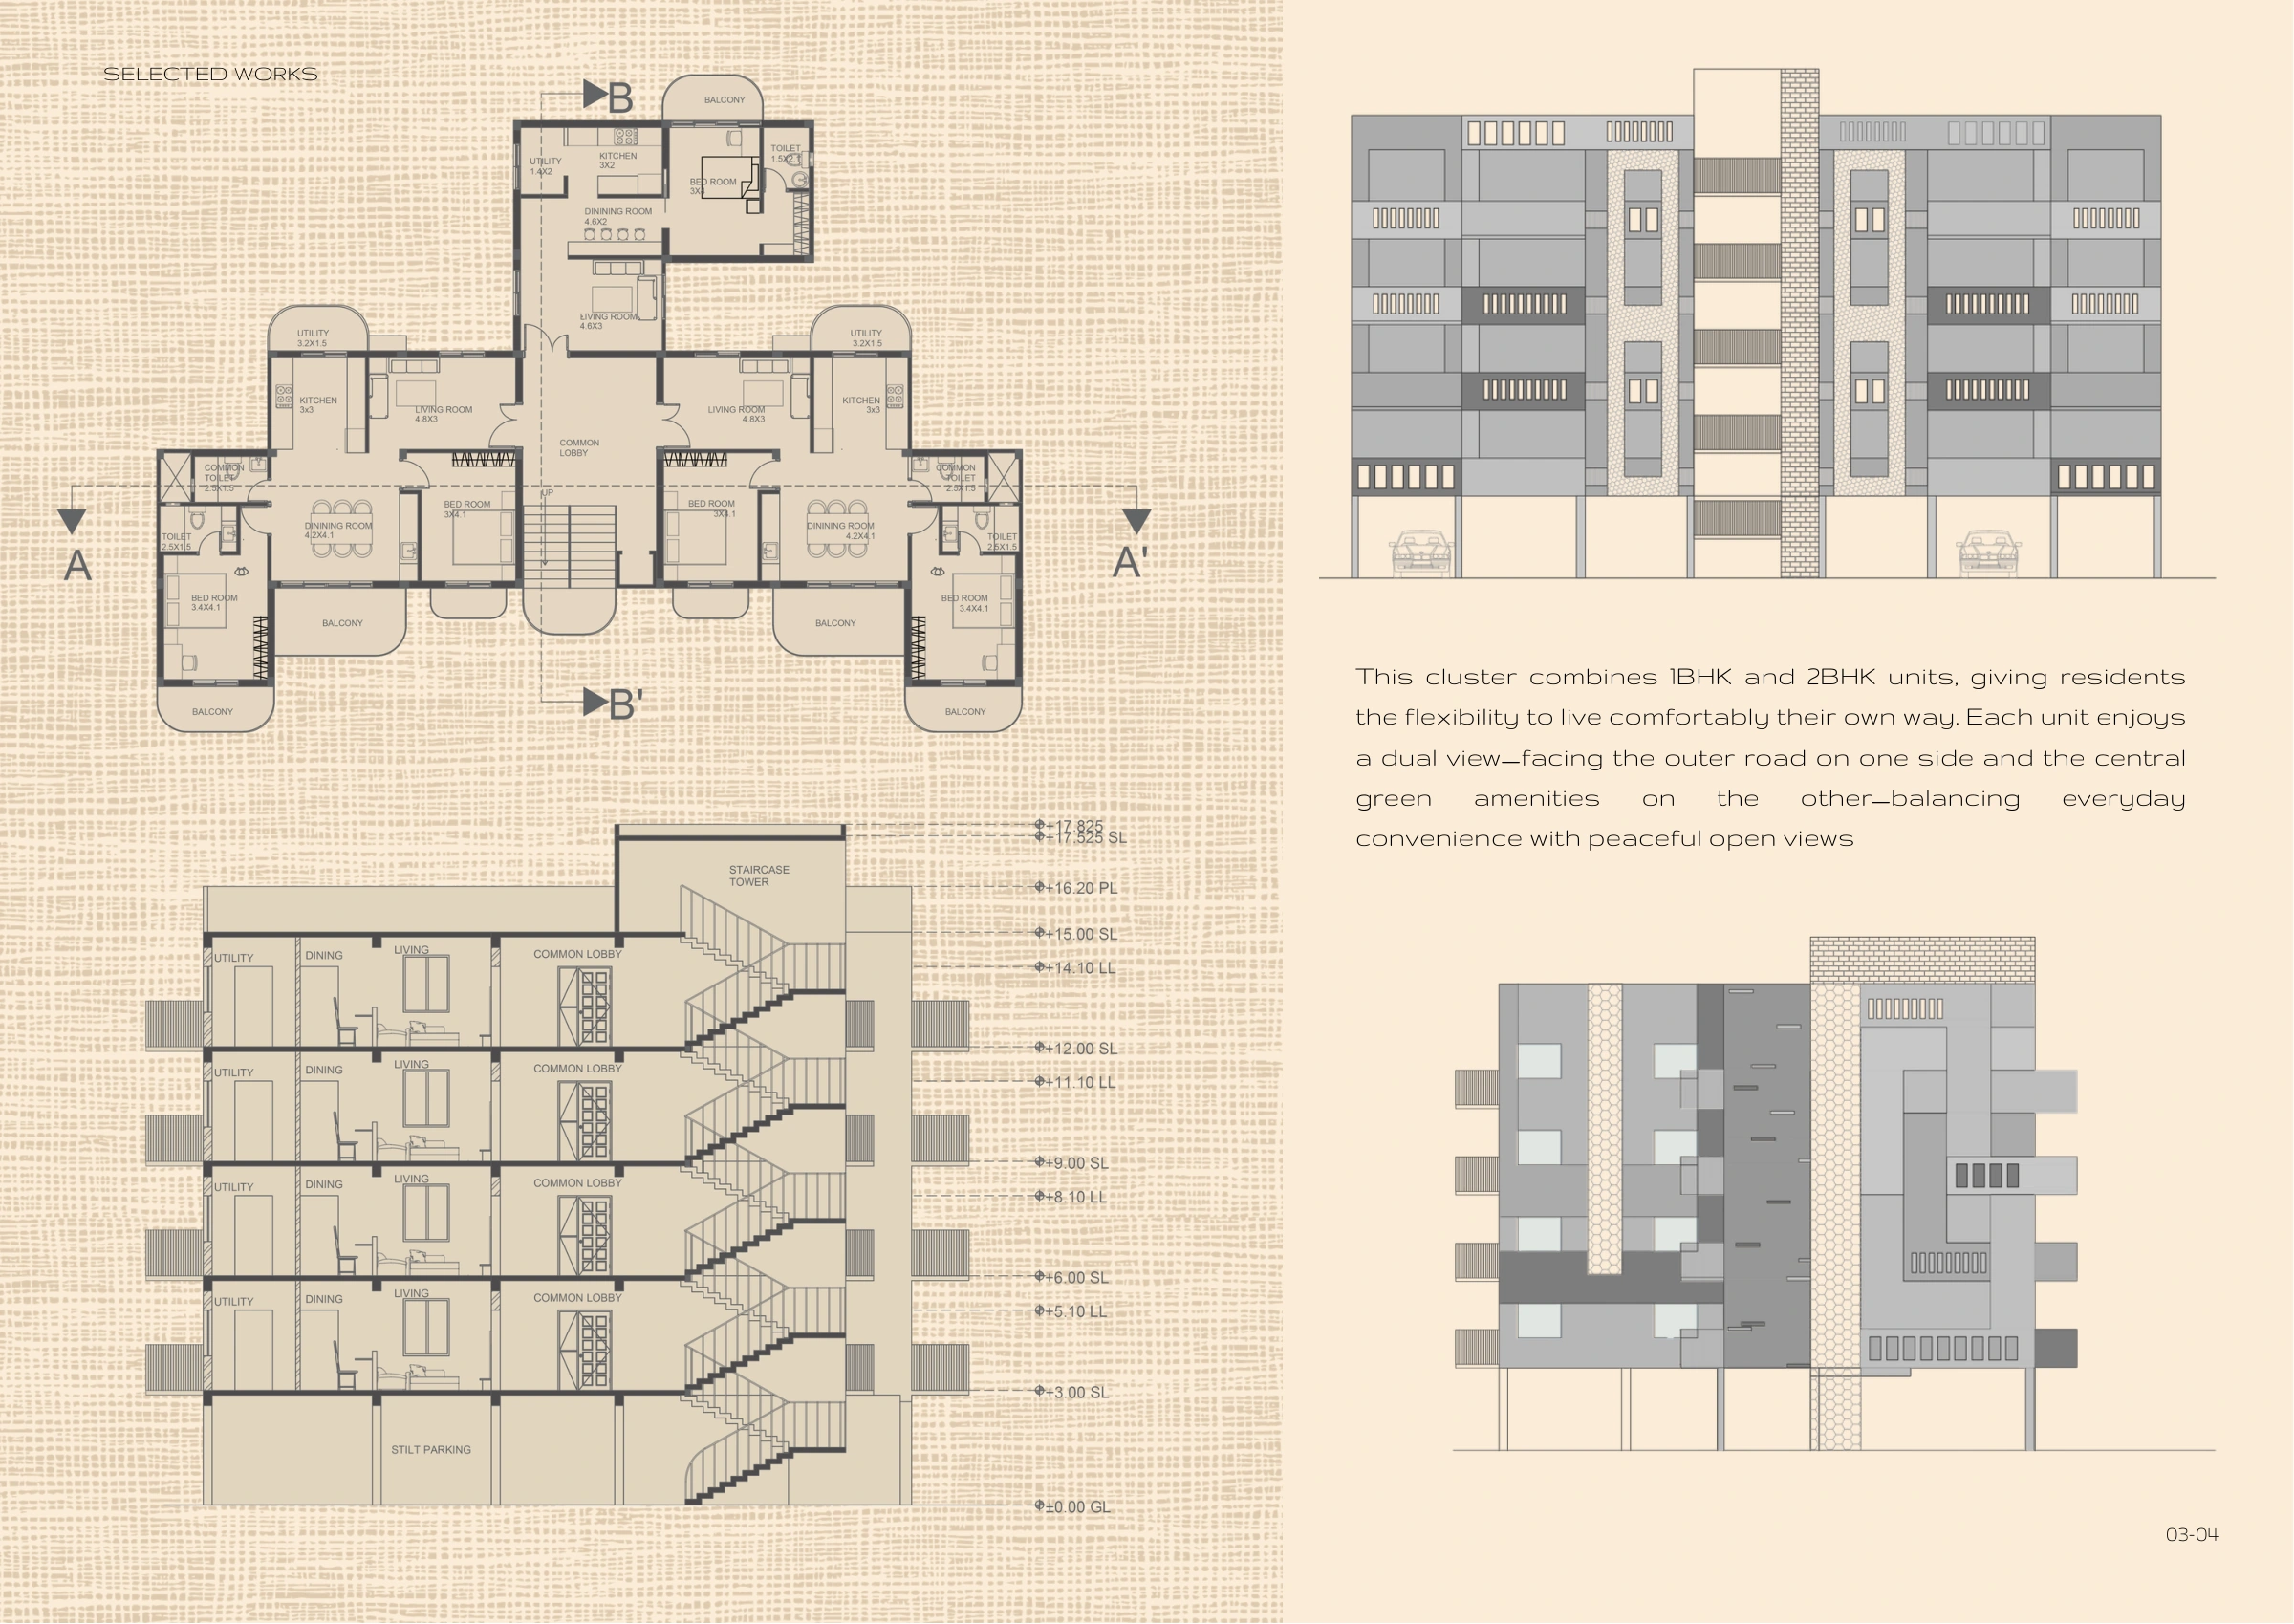 SELECTED WORKS
B
BALCONY
UTILITY
1.4X2
KITCHEN
3X2
TOILET
1.5X2.1
BED ROOM
3X4
DININING ROOM
4.6X2
LIVING ROOM
4.6X3
UTILITY
3.2X1.5
UTILITY
3.2X1.5
KITCHEN
3x3
LIVING ROOM
4.8X3
LIVING ROOM
4.8X3
KITCHEN
3x3
COMMON
LOBBY
COMMON
TOILET
2.5X1.5
COMMON
TOILET
2.5X1.5
UP
BED ROOM
3X4.1
BED ROOM
3X4.1
DININING ROOM
4.2X4.1
DININING ROOM
4.2X4.1
TOILET
2.5X1.5
TOILET
2.5X1.5
A
A'
BED ROOM
3.4X4.1
BED ROOM
3.4X4.1
BALCONY
BALCONY
BALCONY
BALCONY
B'
+17.825
+17.525 SL
STAIRCASE
TOWER
+16.20 PL
+15.00 SL
UTILITY
DINING
LIVING
COMMON LOBBY
+14.10 LL
+12.00 SL
UTILITY
DINING
LIVING
COMMON LOBBY
+11.10 LL
+9.00 SL
UTILITY
DINING
LIVING
COMMON LOBBY
+8.10 LL
+6.00 SL
UTILITY
DINING
LIVING
COMMON LOBBY
+5.10 LL
+3.00 SL
STILT PARKING
±0.00 GL
This cluster combines 1BHK and 2BHK units, giving residents
the flexibility to live comfortably their own way. Each unit enjoys
a dual view—facing the outer road on one side and the central
green amenities on the other—balancing everyday
convenience with peaceful open views
03-04